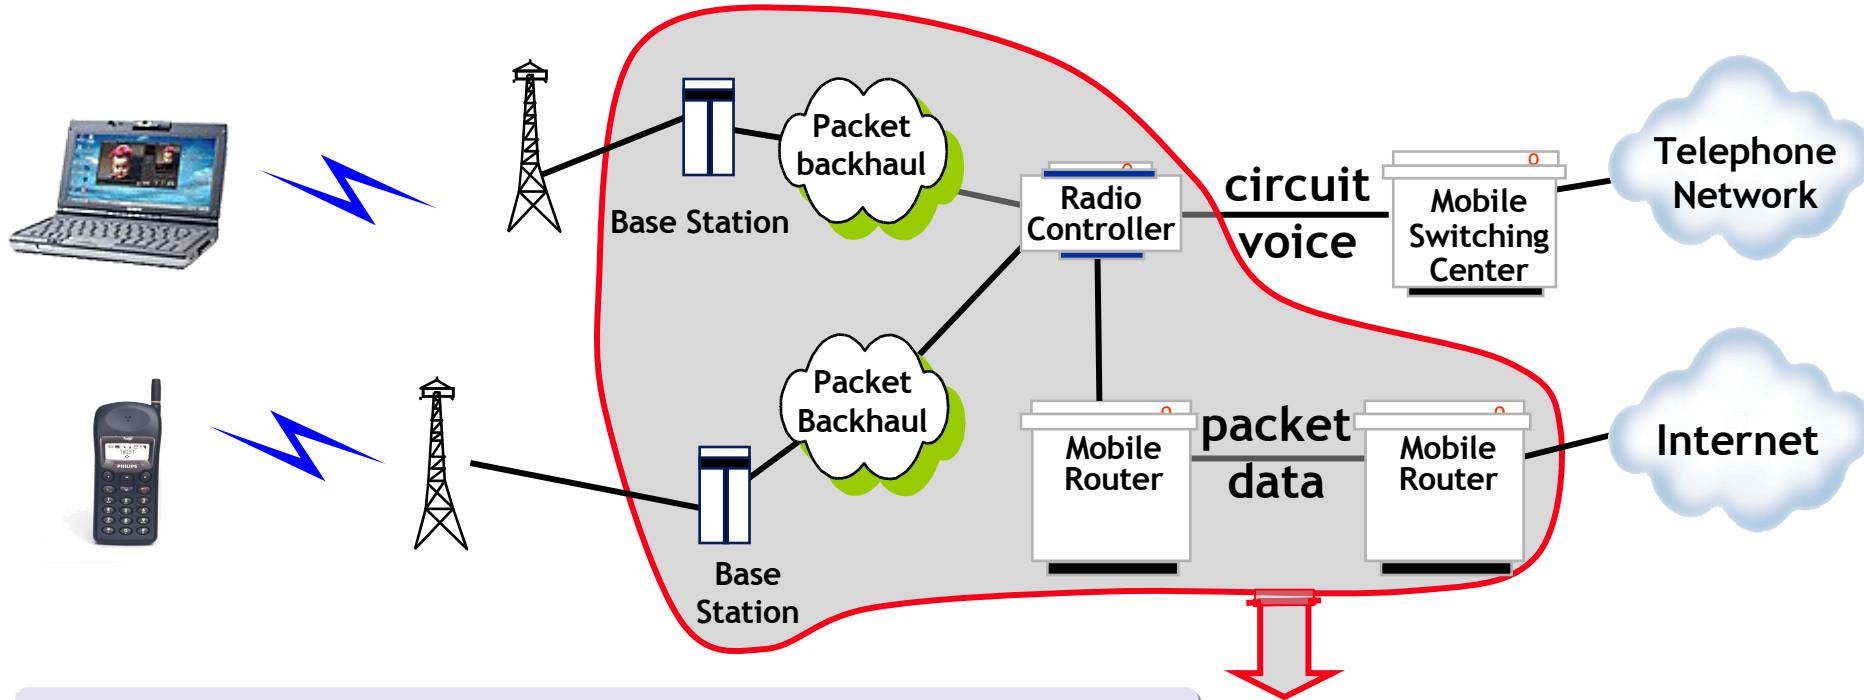 Packet
backhaul
Base Station
Radio
Controller
circuit
voice
Mobile
Switching
Center
Telephone
Network
Packet
Backhaul
Base
Station
Mobile
Router
packet
data
Mobile
Router
Internet
PHILIPS